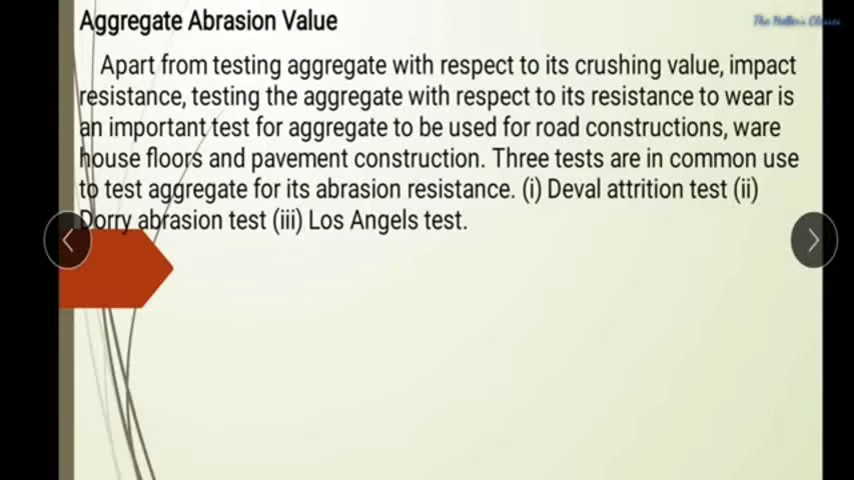 Aggregate Abrasion Value
Apart from testing aggregate with respect to its crushing value, impact
resistance, testing the aggregate with respect to its resistance to wear is
an important test for aggregate to be used for road constructions, ware
house floors and pavement construction. Three tests are in common use
to test aggregate for its abrasion resistance. (i) Deval attrition test (ii)
Dorry abrasion test (iii) Los Angels test.